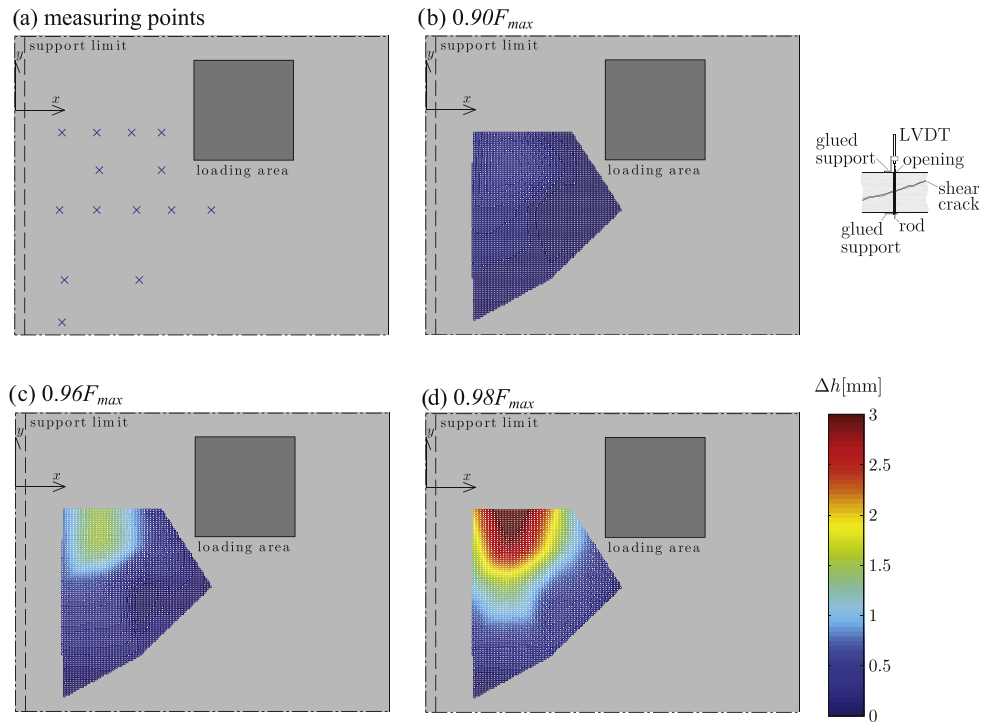 (a) measuring points
support limit
y
x
loading area
(b) 0.90F_max
support limit
y
x
loading area
LVDT
glued
support
opening
shear
crack
glued
support
rod
(c) 0.96F_max
support limit
y
x
loading area
(d) 0.98F_max
support limit
y
x
loading area
Δh[mm]
3
2.5
2
1.5
1
0.5
0